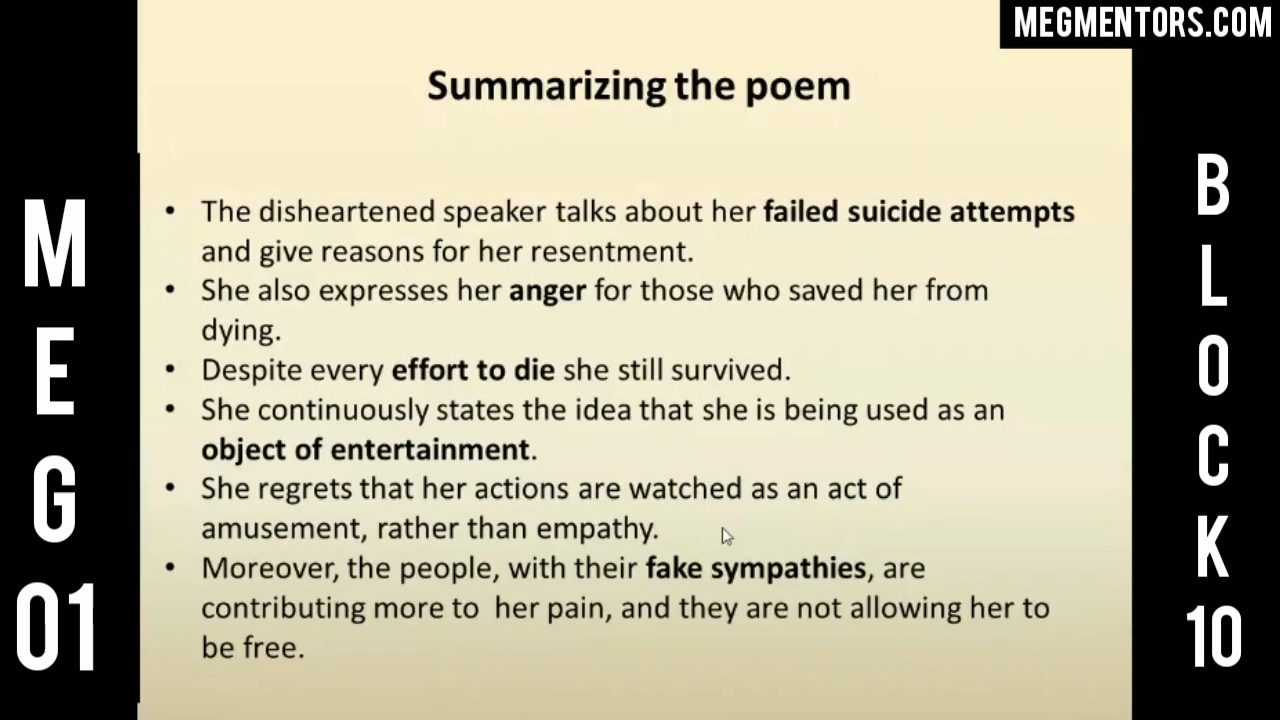 MEGMENTORS.COM
Summarizing the poem
• The disheartened speaker talks about her failed suicide attempts
and give reasons for her resentment.
• She also expresses her anger for those who saved her from
dying.
• Despite every effort to die she still survived.
• She continuously states the idea that she is being used as an
object of entertainment.
• She regrets that her actions are watched as an act of
amusement, rather than empathy.
• Moreover, the people, with their fake sympathies, are
contributing more to  her pain, and they are not allowing her to
be free.
M
E
G
01
B
L
O
C
K
10